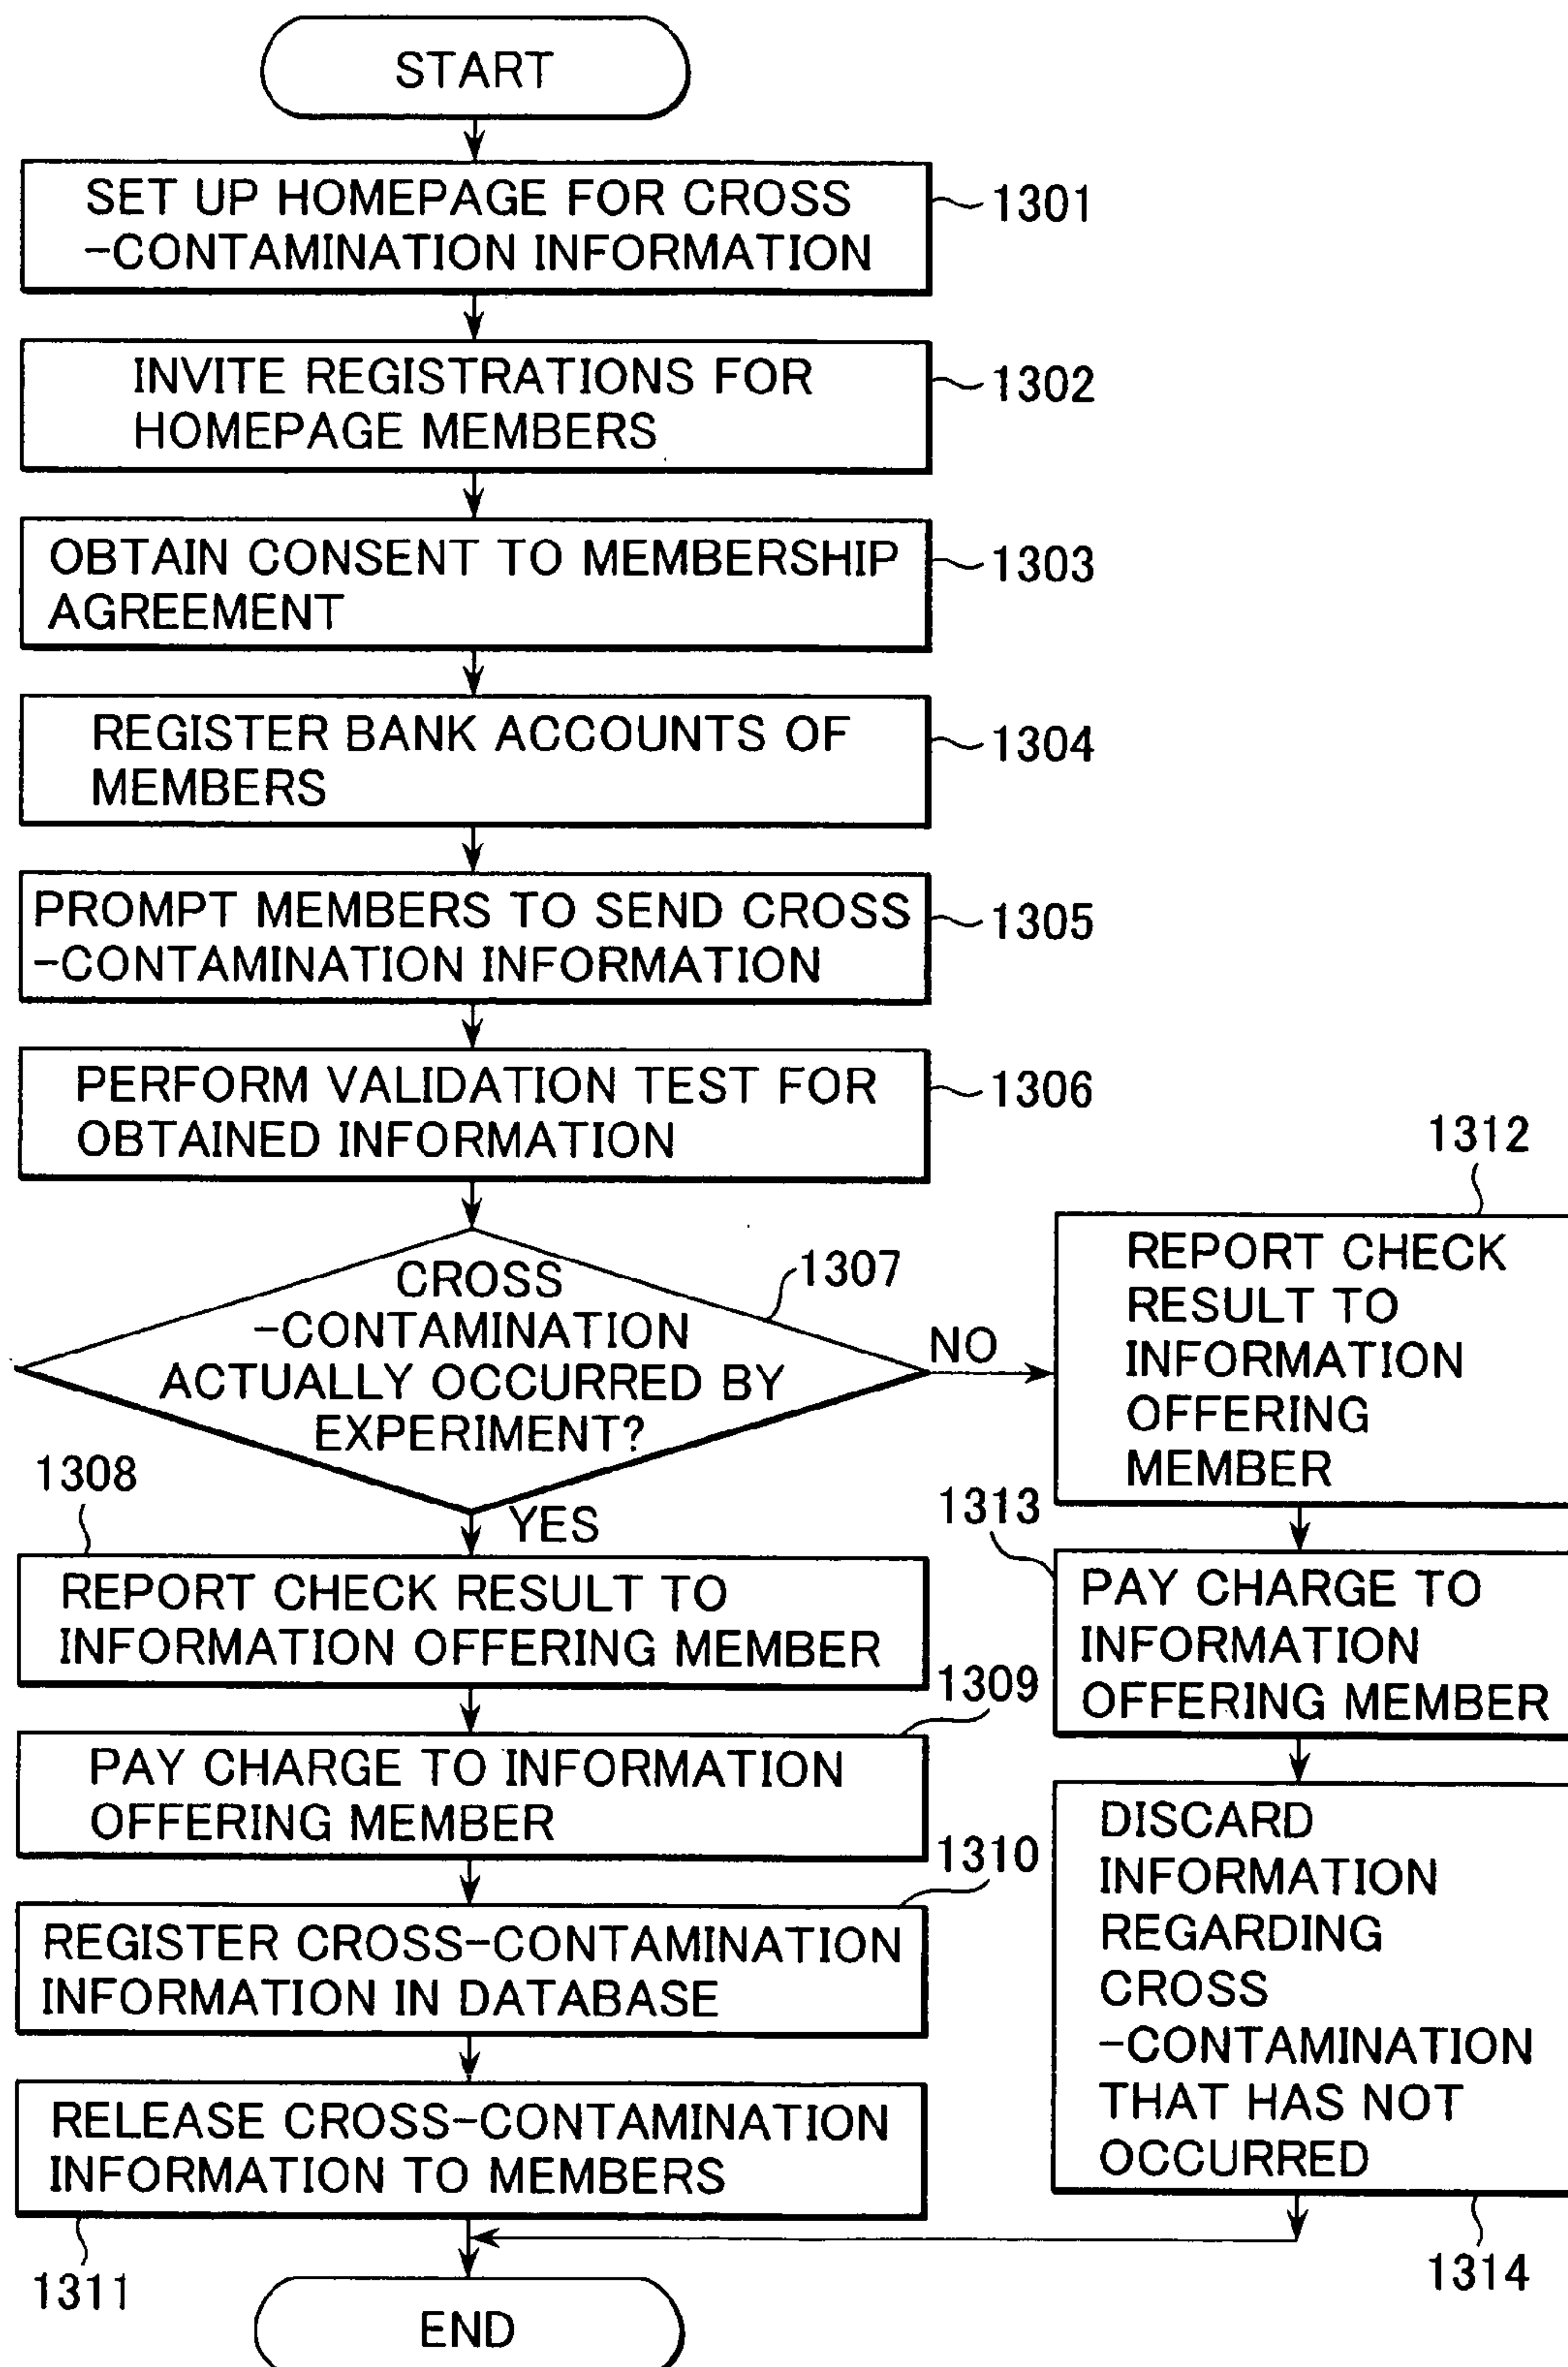 START
SET UP HOMEPAGE FOR CROSS
-CONTAMINATION INFORMATION
1301
INVITE REGISTRATIONS FOR
HOMEPAGE MEMBERS
1302
OBTAIN CONSENT TO MEMBERSHIP
AGREEMENT
1303
REGISTER BANK ACCOUNTS OF
MEMBERS
1304
PROMPT MEMBERS TO SEND CROSS
-CONTAMINATION INFORMATION
1305
PERFORM VALIDATION TEST FOR
OBTAINED INFORMATION
1306
CROSS
-CONTAMINATION
ACTUALLY OCCURRED BY
EXPERIMENT?
1307
NO
YES
1308
REPORT CHECK RESULT TO
INFORMATION OFFERING MEMBER
1309
PAY CHARGE TO INFORMATION
OFFERING MEMBER
1310
REGISTER CROSS-CONTAMINATION
INFORMATION IN DATABASE
RELEASE CROSS-CONTAMINATION
INFORMATION TO MEMBERS
1311
1312
REPORT CHECK
RESULT TO
INFORMATION
OFFERING
MEMBER
1313
PAY CHARGE TO
INFORMATION
OFFERING MEMBER
DISCARD
INFORMATION
REGARDING
CROSS
-CONTAMINATION
THAT HAS NOT
OCCURRED
1314
END